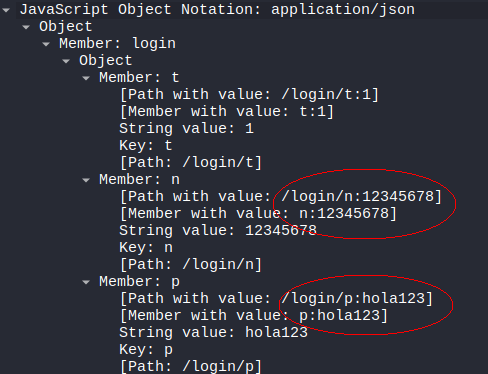 JavaScript Object Notation: application/json
Object
Member: login
Object
Member: t
[Path with value: /login/t:1]
[Member with value: t:1]
String value: 1
Key: t
[Path: /login/t]
Member: n
[Path with value: /login/n:12345678]
[Member with value: n:12345678]
String value: 12345678
Key: n
[Path: /login/n]
Member: p
[Path with value: /login/p:hola123]
[Member with value: p:hola123]
String value: hola123
Key: p
[Path: /login/p]